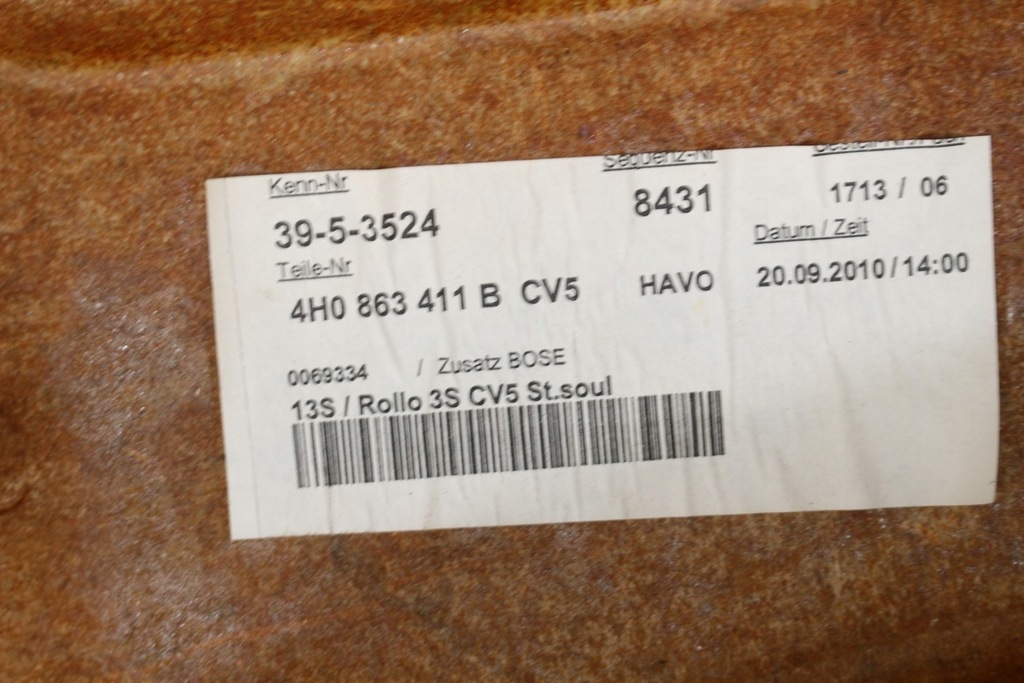 Kenn-Nr Sequenz-Nr
39-5-3524 8431 1713 / 06
Teile-Nr Datum / Zeit
4H0 863 411 B CV5 HAVO 20.09.2010/14:00
0069334 / Zusatz BOSE
13S / Rollo 3S CV5 St.soul